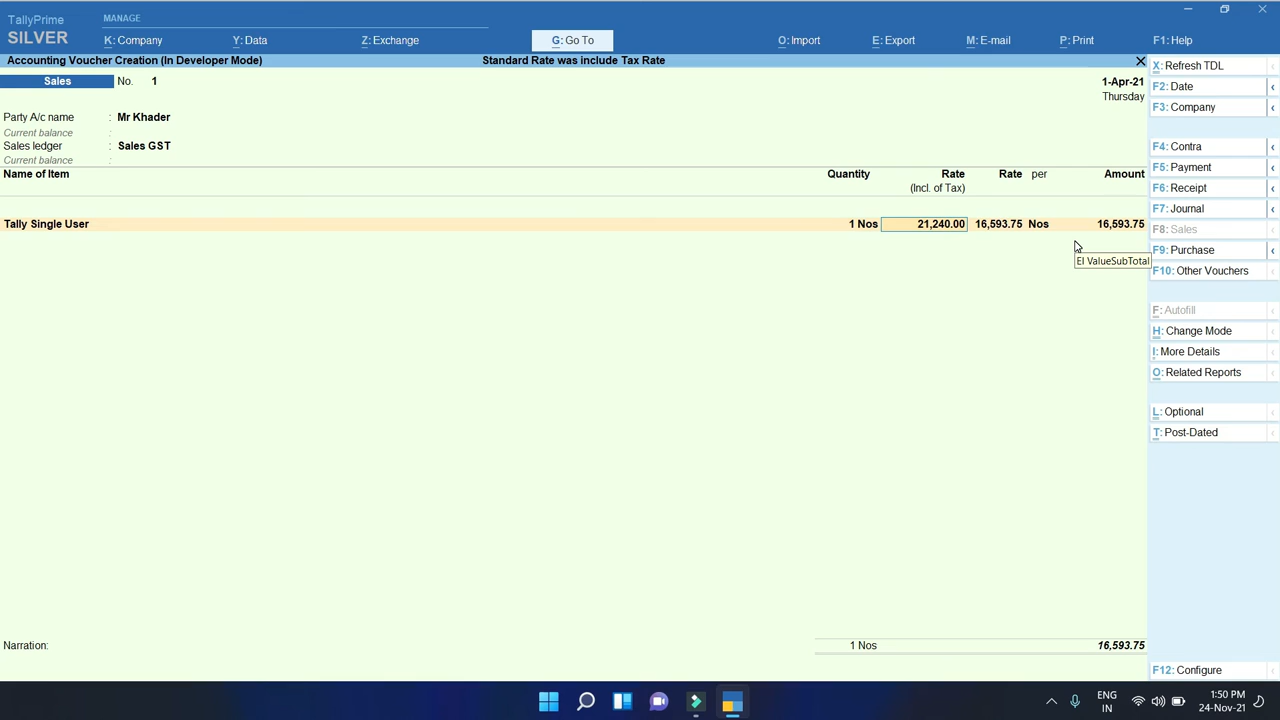 TallyPrime
SILVER
MANAGE
K: Company
Y: Data
Z: Exchange
G: Go To
O: Import
E: Export
M: E-mail
P: Print
F1: Help
Accounting Voucher Creation (In Developer Mode)
Standard Rate was include Tax Rate
Sales
No. 1
1-Apr-21
Thursday
Party A/c name : Mr Khader
Current balance :
Sales ledger : Sales GST
Current balance :
Name of Item Quantity Rate Rate per Amount
(Incl. of Tax)
Tally Single User 1 Nos 21,240.00 16,593.75 Nos 16,593.75
EI ValueSubTotal
Narration: 1 Nos 16,593.75
X: Refresh TDL
F2: Date
F3: Company
F4: Contra
F5: Payment
F6: Receipt
F7: Journal
F8: Sales
F9: Purchase
F10: Other Vouchers
F: Autofill
H: Change Mode
I: More Details
O: Related Reports
L: Optional
T: Post-Dated
F12: Configure
ENG
IN
1:50 PM
24-Nov-21